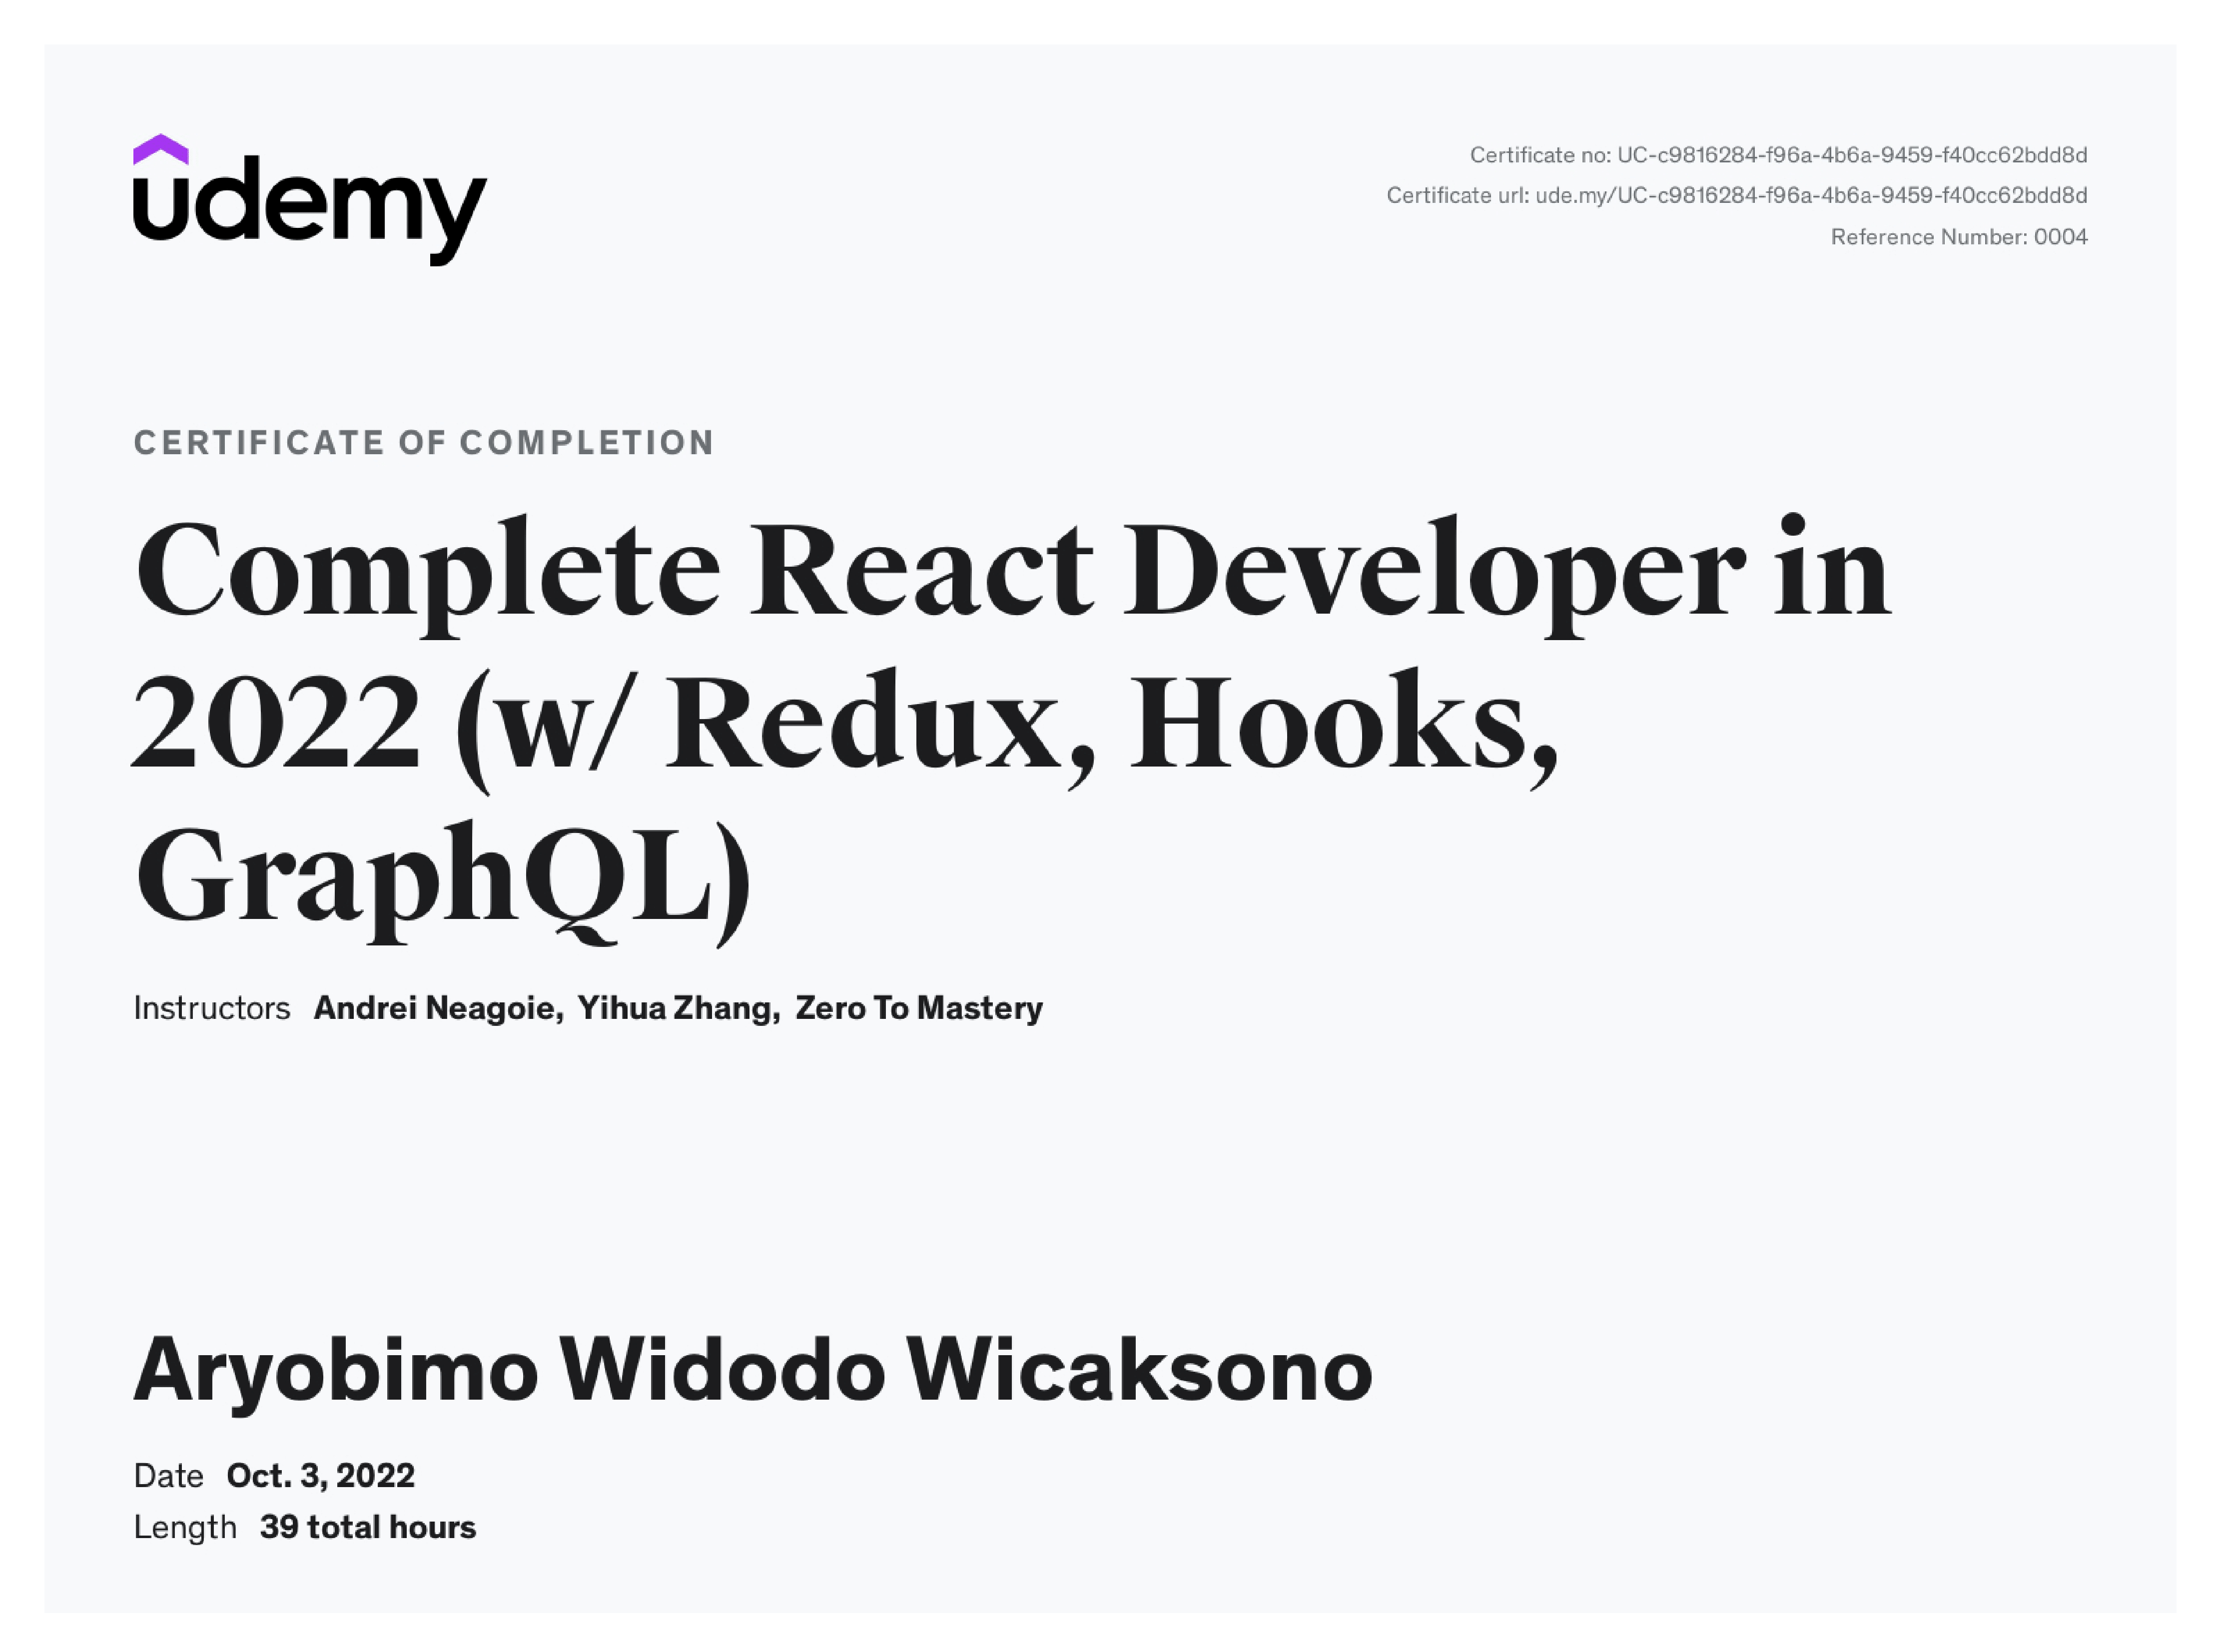 udemy
Certificate no: UC-c9816284-f96a-4b6a-9459-f40cc62bdd8d
Certificate url: ude.my/UC-c9816284-f96a-4b6a-9459-f40cc62bdd8d
Reference Number: 0004
CERTIFICATE OF COMPLETION
Complete React Developer in
2022 (w/ Redux, Hooks,
GraphQL)
Instructors Andrei Neagoie, Yihua Zhang, Zero To Mastery
Aryobimo Widodo Wicaksono
Date Oct. 3, 2022
Length 39 total hours